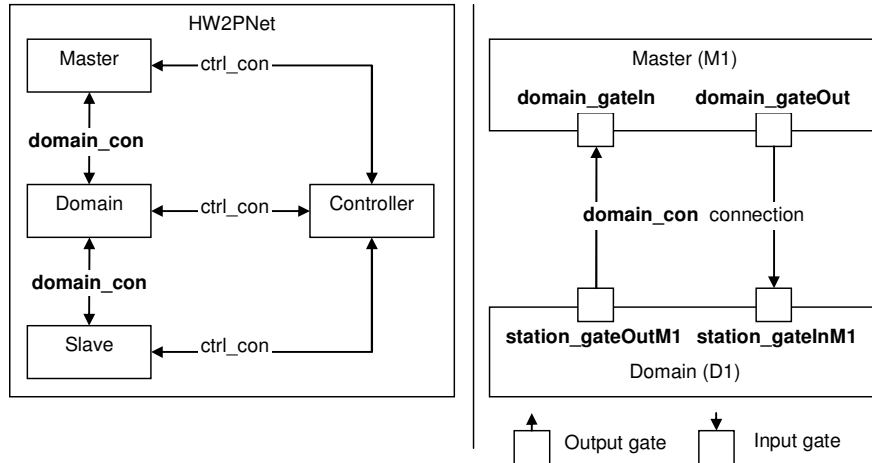 HW2PNet
Master
ctrl_con
domain_con
Domain
ctrl_con
Controller
domain_con
Slave
ctrl_con
Master (M1)
domain_gateIn domain_gateOut
domain_con connection
station_gateOutM1 station_gateInM1
Domain (D1)
Output gate Input gate